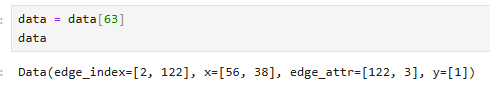 data = data[63]
data
Data(edge_index=[2, 122], x=[56, 38], edge_attr=[122, 3], y=[1])